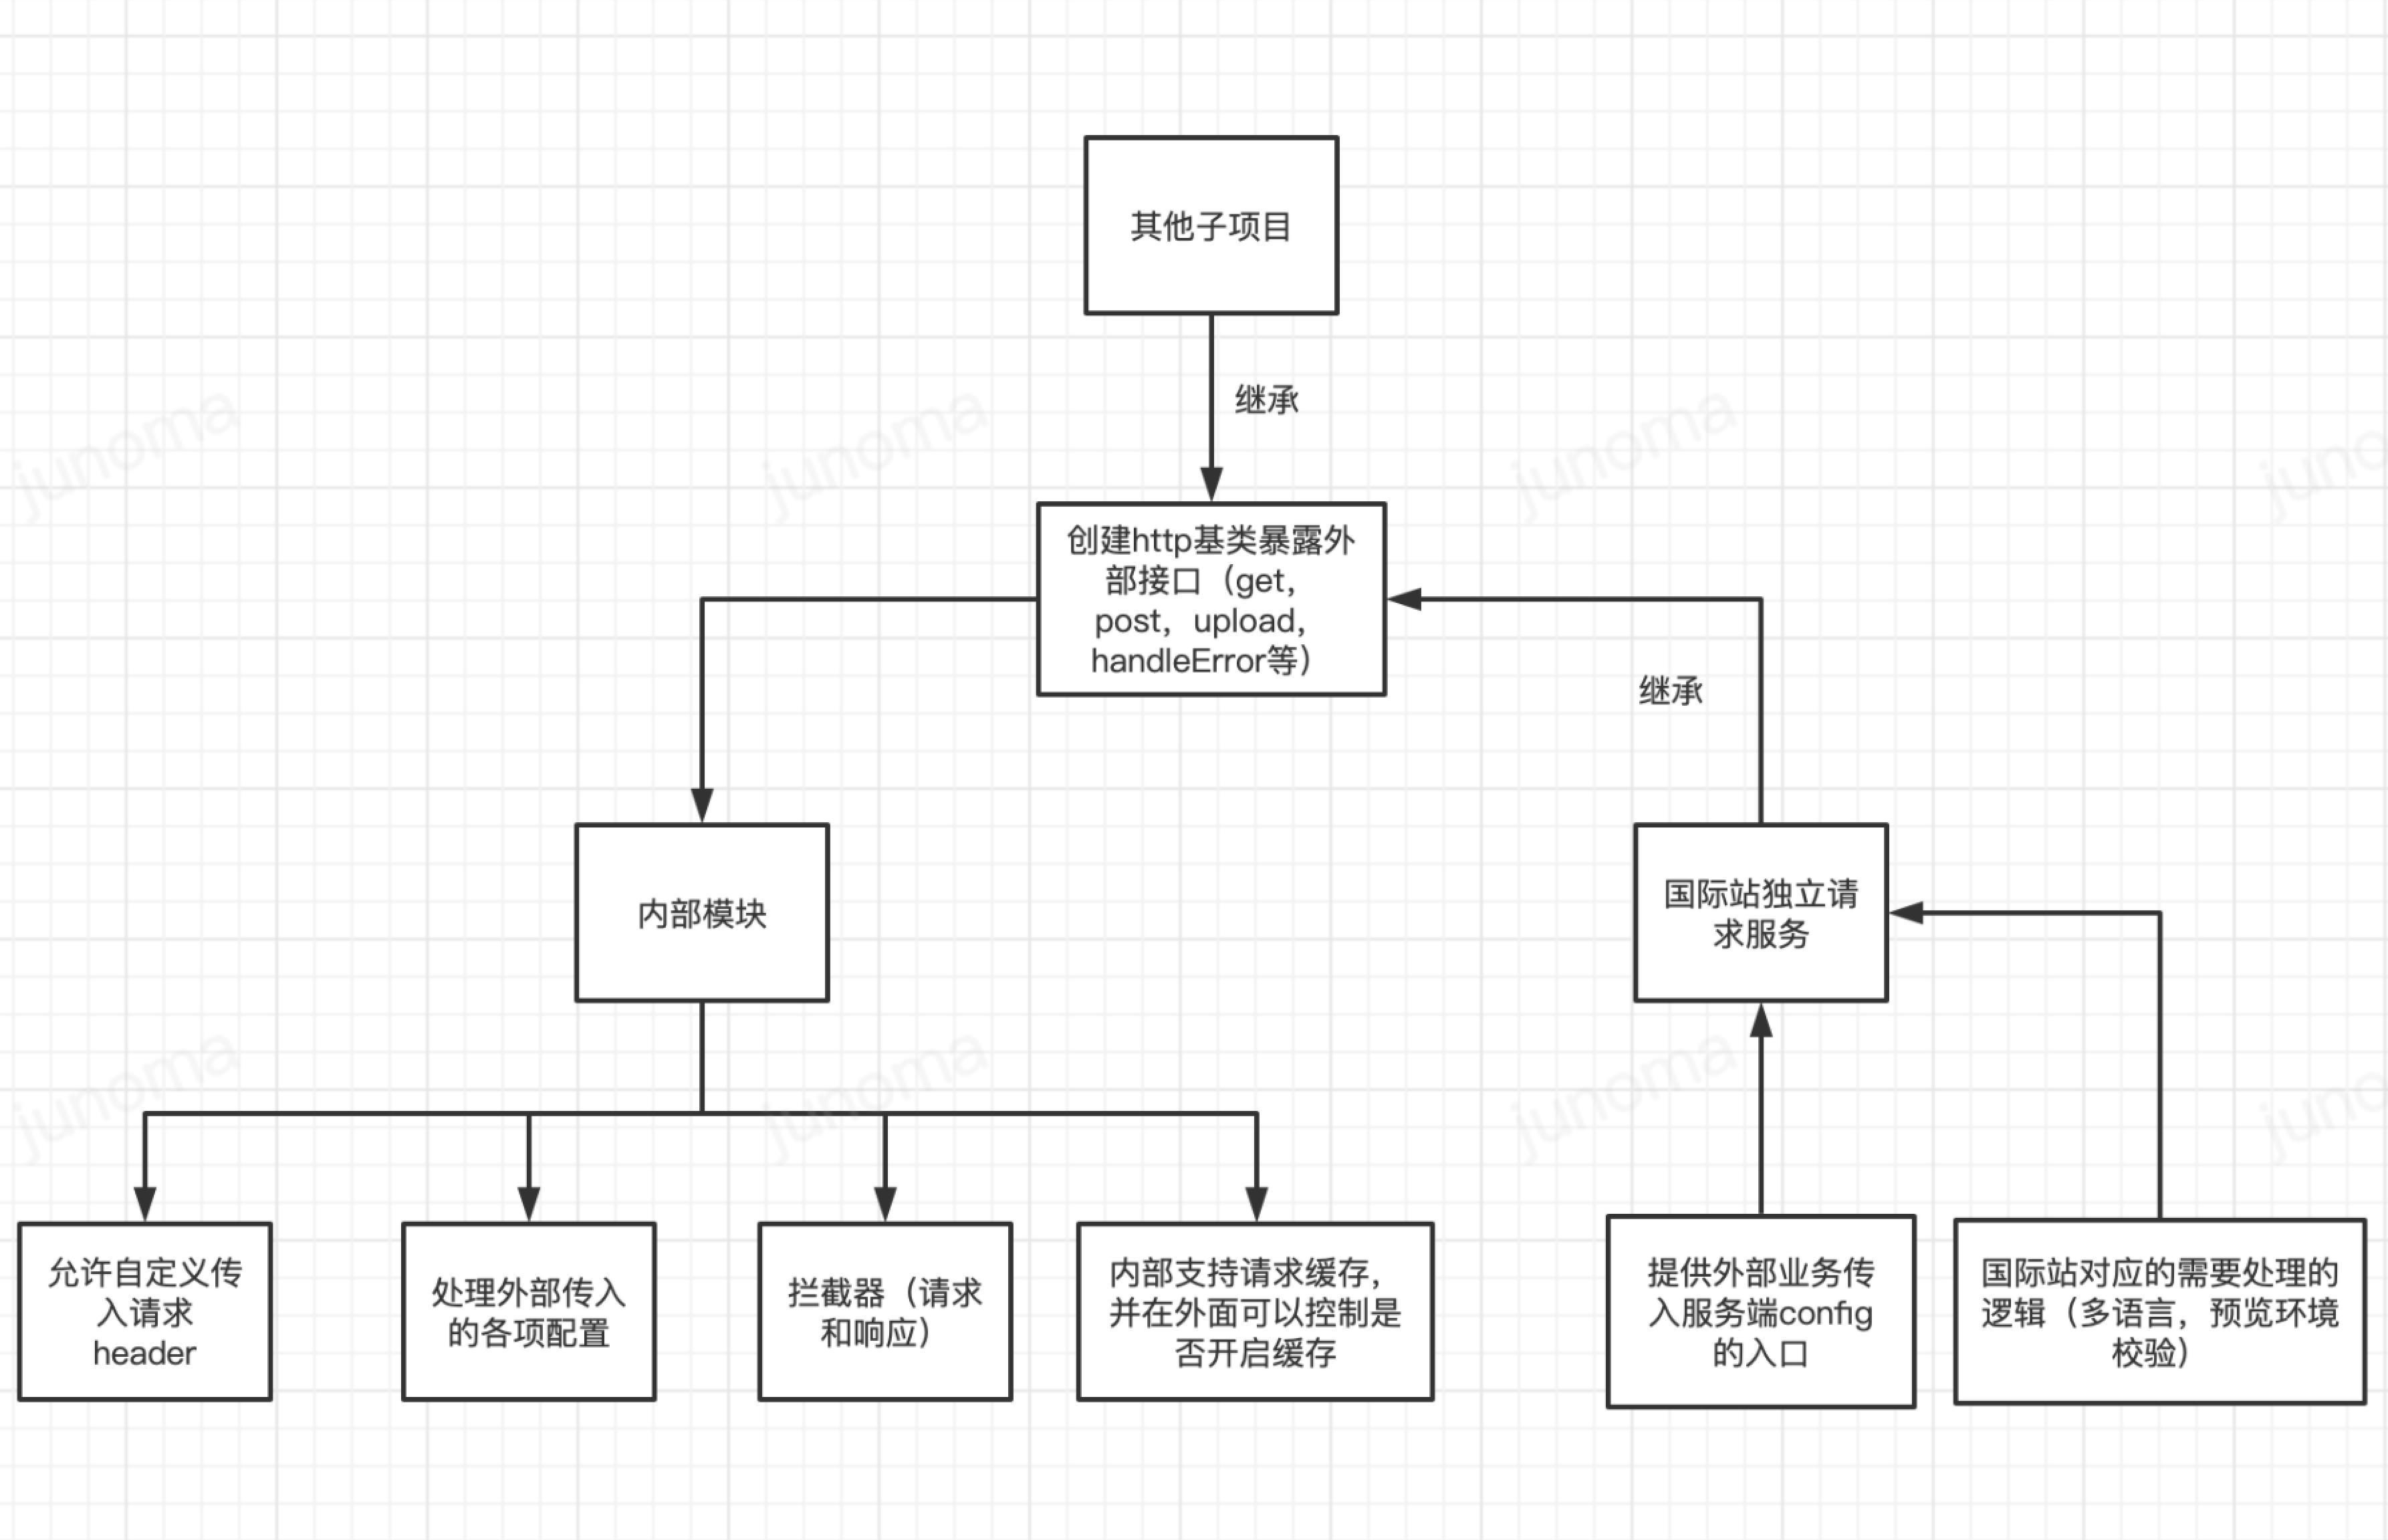 其他子项目
继承
创建http基类暴露外
部接口（get，
post，upload，
handleError等）
继承
内部模块
国际站独立请
求服务
允许自定义传
入请求
header
处理外部传入
的各项配置
拦截器（请求
和响应）
内部支持请求缓存，
并在外面可以控制是
否开启缓存
提供外部业务传
入服务端config
的入口
国际站对应的需要处理的
逻辑（多语言，预览环境
校验）
junoma
junoma
junoma
juno
junoma
junoma
junoma
juno